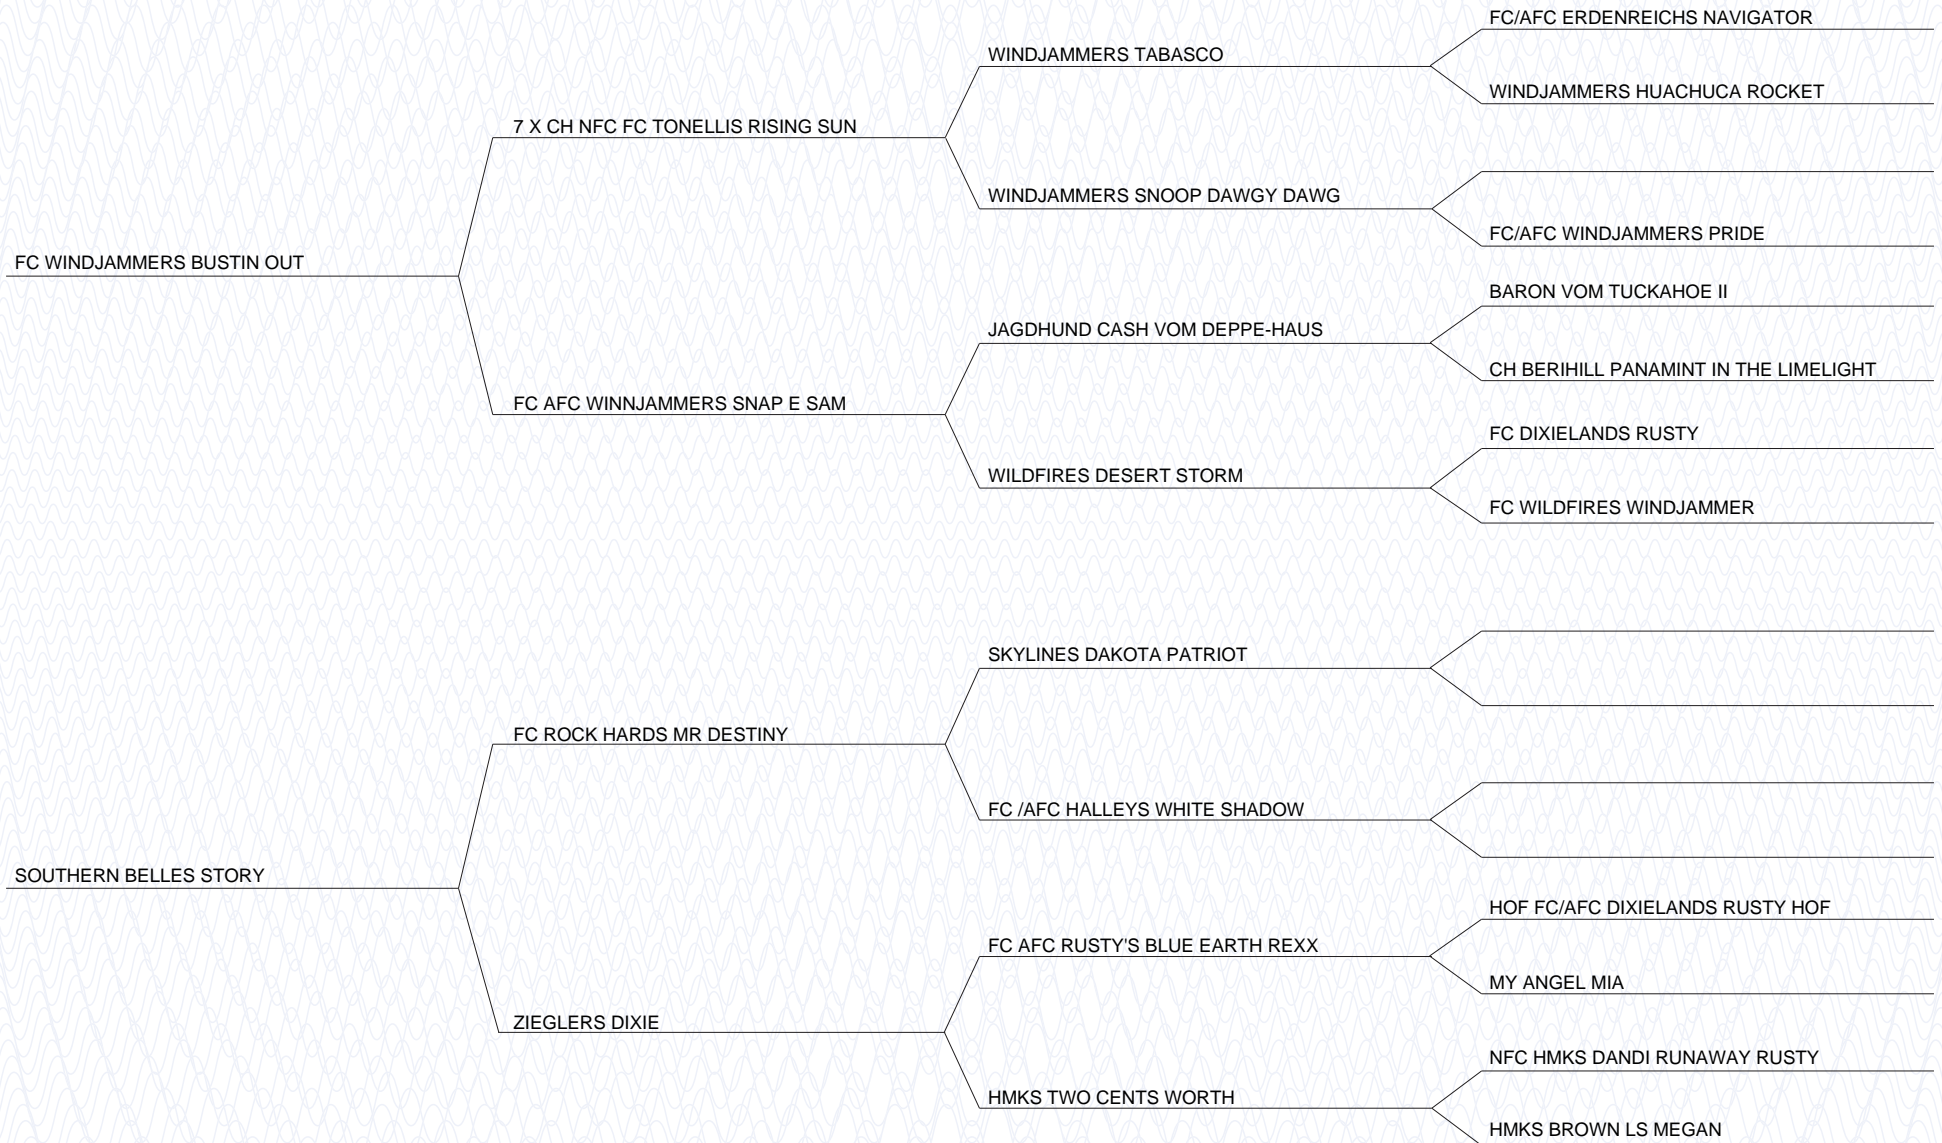 FC/AFC ERDENREICHS NAVIGATOR
WINDJAMMERS TABASCO
WINDJAMMERS HUACHUCA ROCKET
7 X CH NFC FC TONELLIS RISING SUN
WINDJAMMERS SNOOP DAWGY DAWG
FC/AFC WINDJAMMERS PRIDE
FC WINDJAMMERS BUSTIN OUT
BARON VOM TUCKAHOE II
JAGDHUND CASH VOM DEPPE-HAUS
CH BERIHILL PANAMINT IN THE LIMELIGHT
FC AFC WINNJAMMERS SNAP E SAM
FC DIXIELANDS RUSTY
WILDFIRES DESERT STORM
FC WILDFIRES WINDJAMMER
SKYLINES DAKOTA PATRIOT
FC ROCK HARDS MR DESTINY
FC /AFC HALLEYS WHITE SHADOW
SOUTHERN BELLES STORY
HOF FC/AFC DIXIELANDS RUSTY HOF
FC AFC RUSTY'S BLUE EARTH REXX
MY ANGEL MIA
ZIEGLERS DIXIE
NFC HMKS DANDI RUNAWAY RUSTY
HMKS TWO CENTS WORTH
HMKS BROWN LS MEGAN